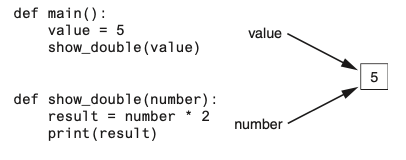 def main():
    value = 5
    show_double(value)
value
5
def show_double(number):
    result = number * 2
    print(result)
number